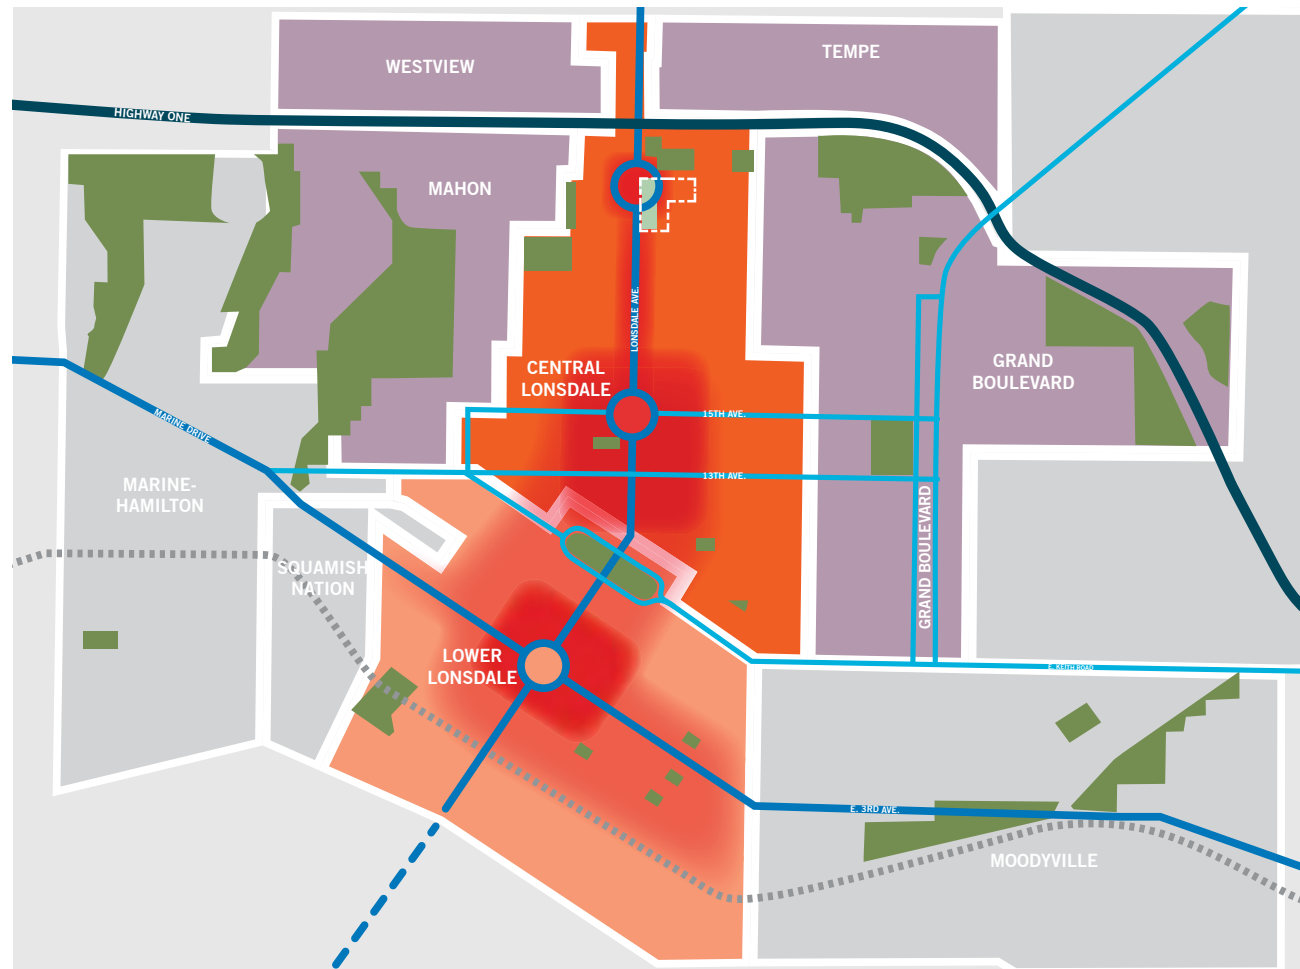 WESTVIEW
TEMPE
HIGHWAY ONE
MAHON
LONSDALE AVE.
CENTRAL
LONSDALE
GRAND
BOULEVARD
15TH AVE.
MARINE DRIVE
13TH AVE.
MARINE-
HAMILTON
GRAND BOULEVARD
SQUAMISH
NATION
LOWER
LONSDALE
E. KEITH ROAD
E. 3RD AVE.
MOODYVILLE